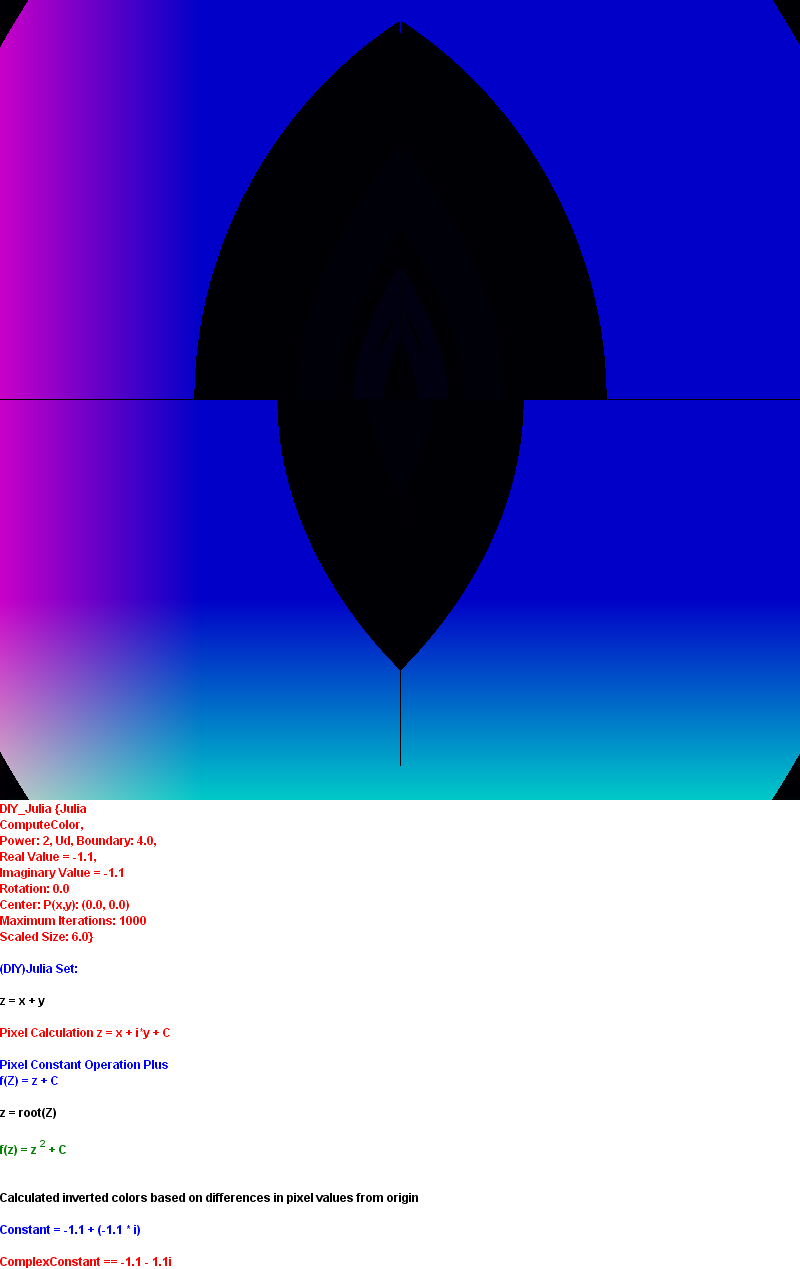 DIY_Julia {Julia
ComputeColor,
Power: 2, Ud, Boundary: 4.0,
Real Value = -1.1,
Imaginary Value = -1.1
Rotation: 0.0
Center: P(x,y): (0.0, 0.0)
Maximum Iterations: 1000
Scaled Size: 6.0}
(DIY)Julia Set:
z = x + y
Pixel Calculation z = x + i*y + C
Pixel Constant Operation Plus
f(Z) = z + C
z = root(Z)
f(z) = z 2 + C
Calculated inverted colors based on differences in pixel values from origin
Constant = -1.1 + (-1.1 * i)
ComplexConstant == -1.1 - 1.1i